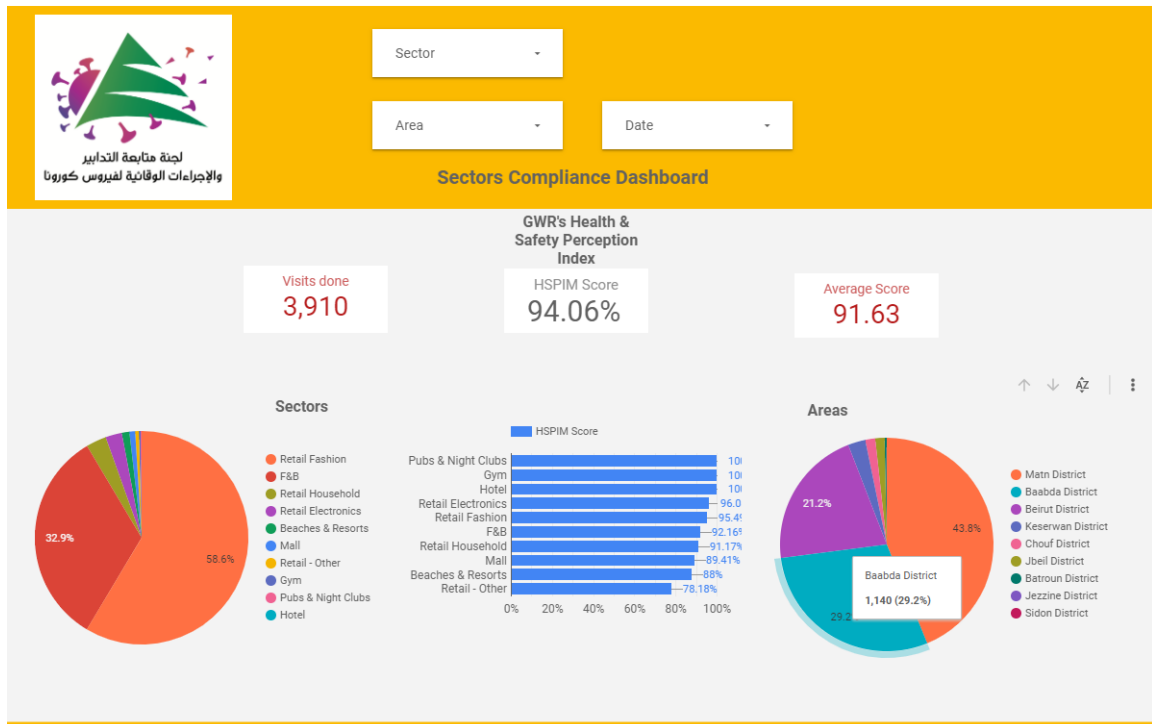 لجنة متابعة التدابير
والإجراءات الوقائية لفيروس كورونا
Sector
Area
Date
Sectors Compliance Dashboard
GWR's Health &
Safety Perception
Index
Visits done
3,910
HSPIM Score
94.06%
Average Score
91.63
Sectors
58.6%
32.9%
Retail Fashion
F&B
Retail Household
Retail Electronics
Beaches & Resorts
Mall
Retail - Other
Gym
Pubs & Night Clubs
Hotel
HSPIM Score
Pubs & Night Clubs 10
Gym 10
Hotel 10
Retail Electronics 96.0
Retail Fashion 95.4
F&B 92.16
Retail Household 91.17%
Mall 89.41%
Beaches & Resorts 88%
Retail - Other 78.18%
0% 20% 40% 60% 80% 100%
AZ
Areas
21.2%
43.8%
29.2
Baabda District
1,140 (29.2%)
Matn District
Baabda District
Beirut District
Keserwan District
Chouf District
Jbeil District
Batroun District
Jezzine District
Sidon District